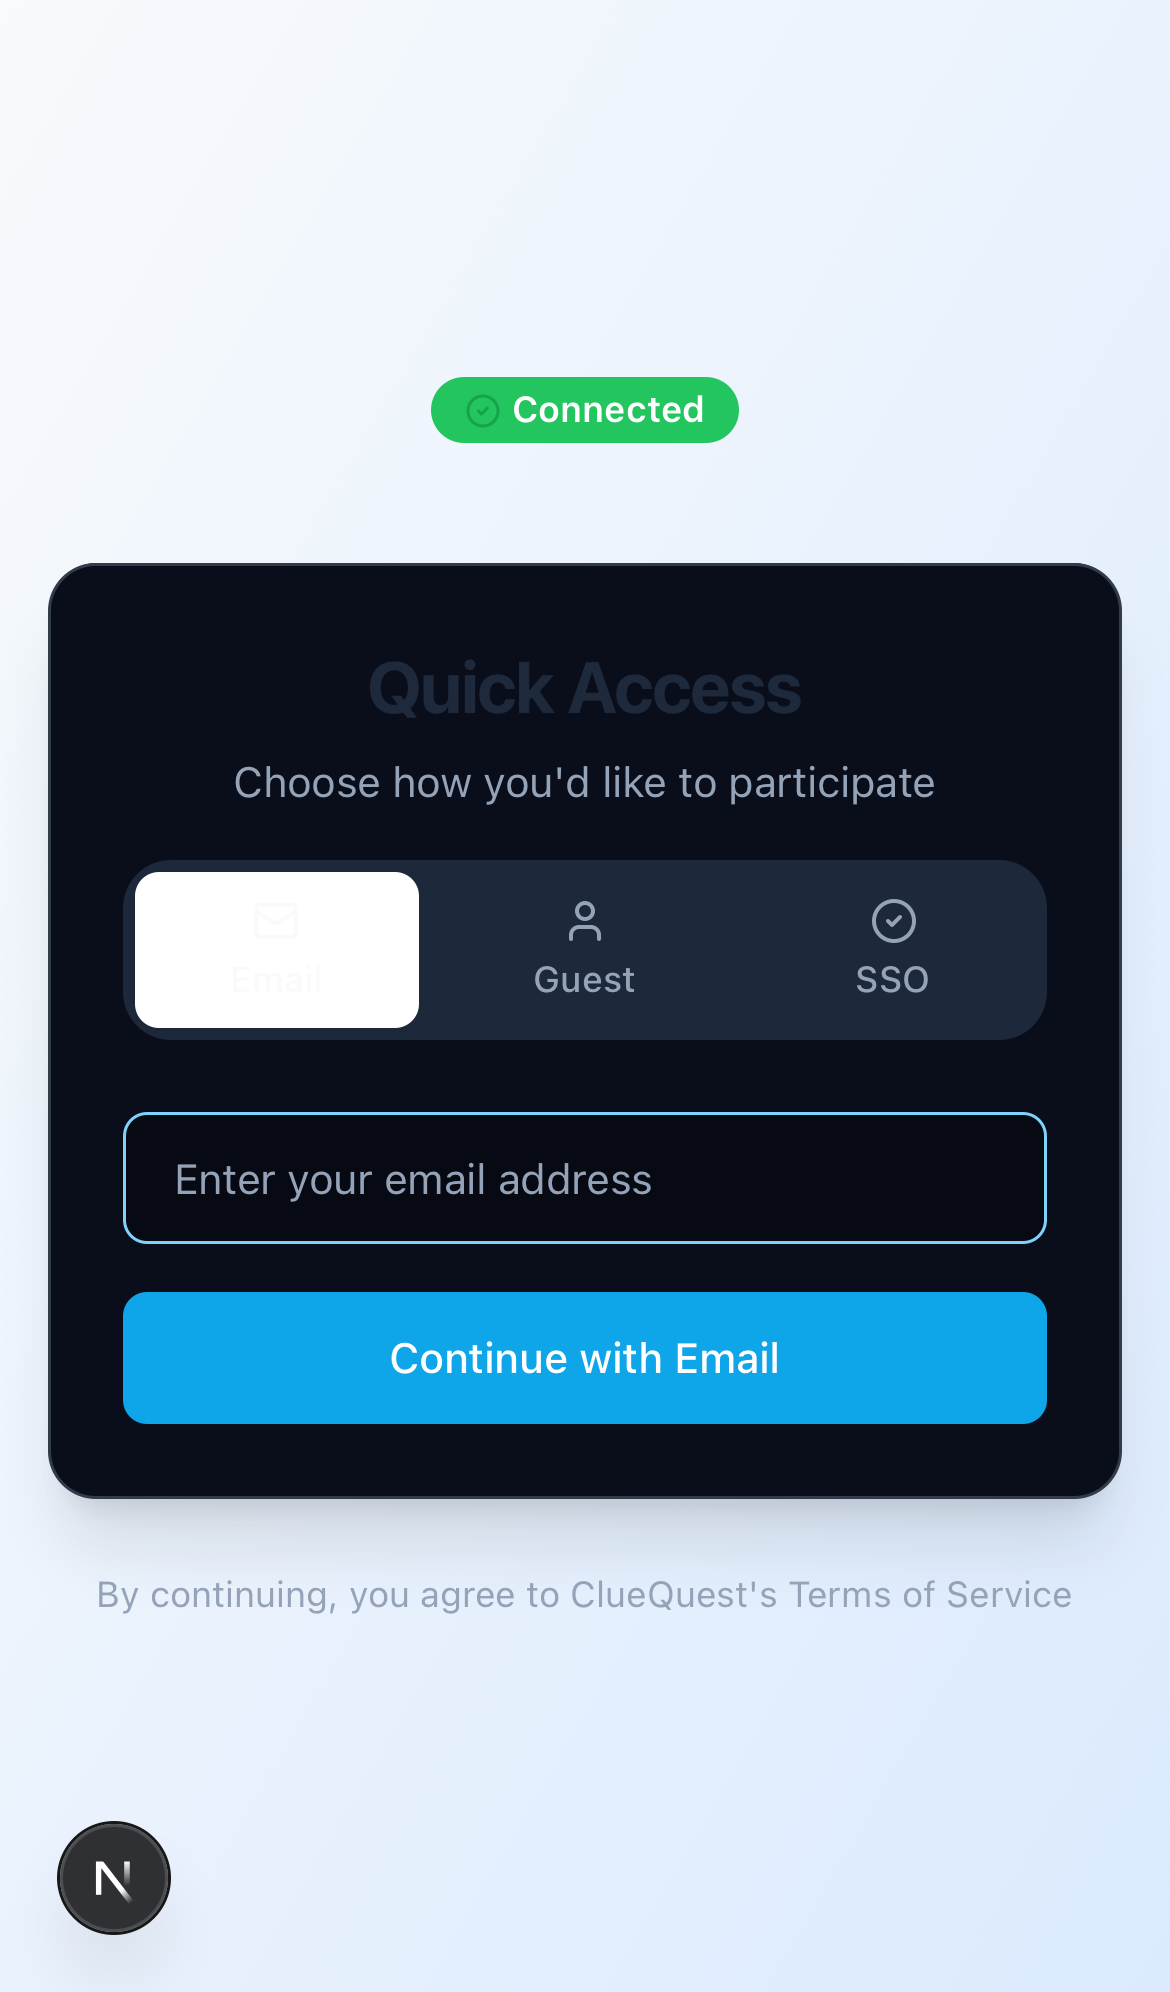 Connected
Quick Access
Choose how you'd like to participate
Email
Guest
SSO
Enter your email address
Continue with Email
By continuing, you agree to ClueQuest's Terms of Service
N